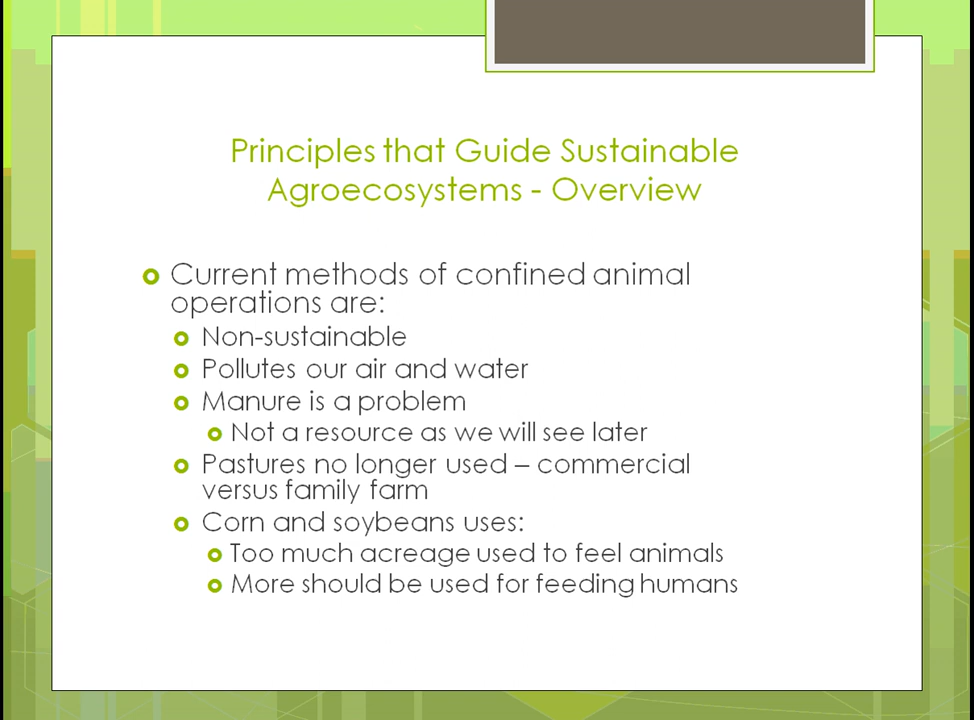 Principles that Guide Sustainable
Agroecosystems - Overview
Current methods of confined animal
operations are:
Non-sustainable
Pollutes our air and water
Manure is a problem
Not a resource as we will see later
Pastures no longer used – commercial
versus family farm
Corn and soybeans uses:
Too much acreage used to feel animals
More should be used for feeding humans